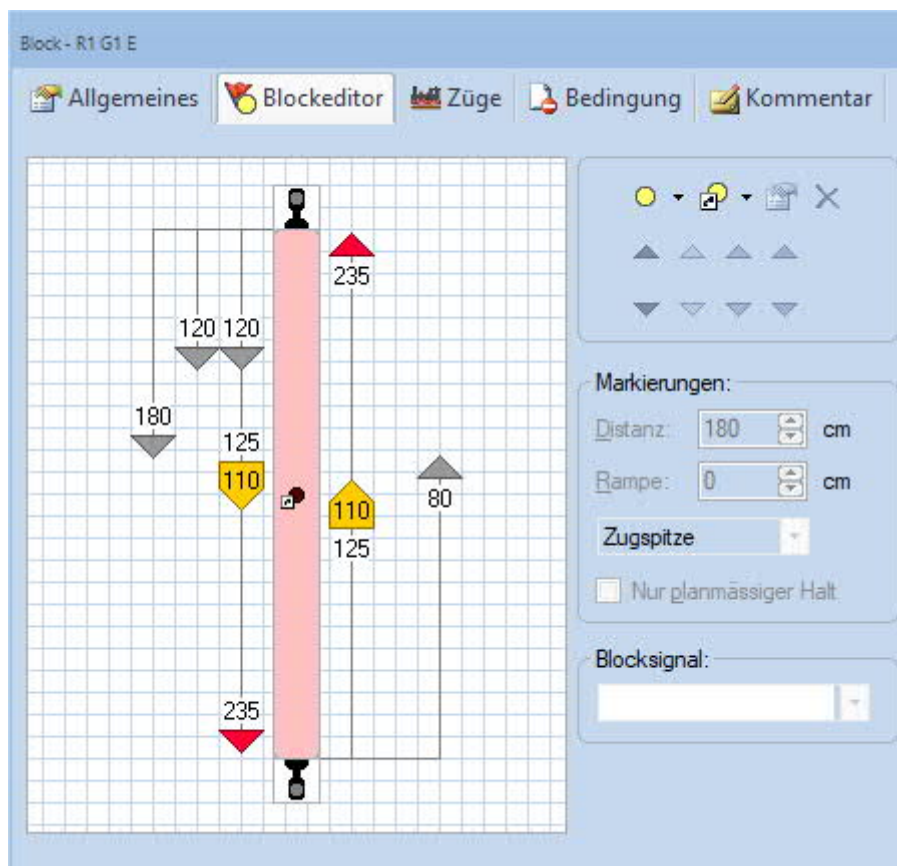 Block - R1 G1 E
Allgemeines Blockeditor Züge Bedingung Kommentar
235
120 120
180
125
110
80
110
125
235
Markierungen:
Distanz: 180 cm
Rampe: 0 cm
Zugspitze
Nur planmässiger Halt
Blocksignal: